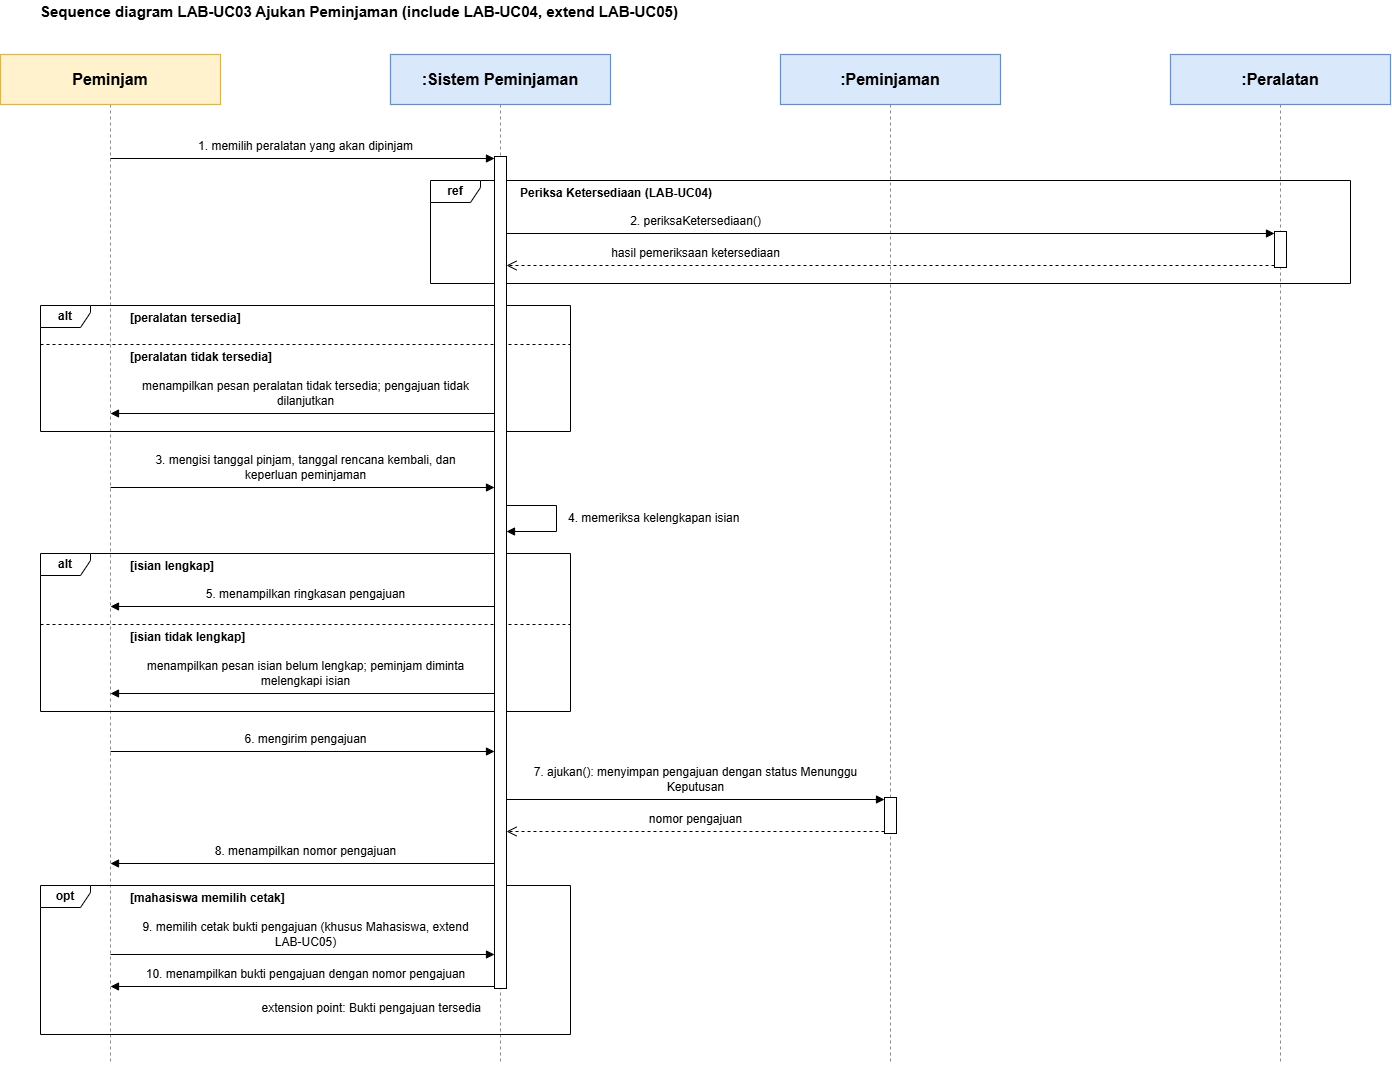 Sequence diagram LAB-UC03 Ajukan Peminjaman (include LAB-UC04, extend LAB-UC05)
Peminjam
:Sistem Peminjaman
:Peminjaman
:Peralatan
1. memilih peralatan yang akan dipinjam
ref
Periksa Ketersediaan (LAB-UC04)
2. periksaKetersediaan()
hasil pemeriksaan ketersediaan
alt
[peralatan tersedia]
[peralatan tidak tersedia]
menampilkan pesan peralatan tidak tersedia; pengajuan tidak
dilanjutkan
3. mengisi tanggal pinjam, tanggal rencana kembali, dan
keperluan peminjaman
4. memeriksa kelengkapan isian
alt
[isian lengkap]
5. menampilkan ringkasan pengajuan
[isian tidak lengkap]
menampilkan pesan isian belum lengkap; peminjam diminta
melengkapi isian
6. mengirim pengajuan
7. ajukan(): menyimpan pengajuan dengan status Menunggu
Keputusan
nomor pengajuan
8. menampilkan nomor pengajuan
opt
[mahasiswa memilih cetak]
9. memilih cetak bukti pengajuan (khusus Mahasiswa, extend
LAB-UC05)
10. menampilkan bukti pengajuan dengan nomor pengajuan
extension point: Bukti pengajuan tersedia